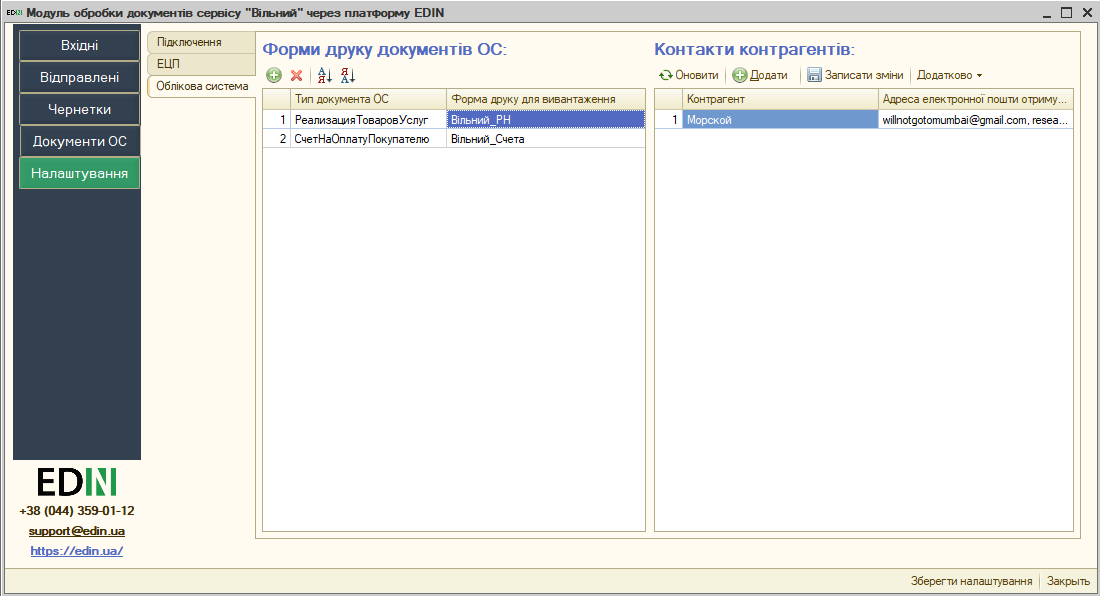 EDIN Модуль обробки документів сервісу "Вільний" через платформу EDIN
Вхідні
Відправлені
Чернетки
Документи ОС
Налаштування
Підключення
ЕЦП
Облікова система
Форми друку документів ОС:
Тип документа ОС Форма друку для вивантаження
1 РеализацияТоваровУслуг Вільний_РН
2 СчетНаОплатуПокупателю Вільний_Счета
Контакти контрагентів:
Оновити Додати Записати зміни Додатково
Контрагент Адреса електронної пошти отриму...
1 Морской willnotgotomumbai@gmail.com, resea...
EDIN
+38 (044) 359-01-12
support@edin.ua
https://edin.ua/
Зберегти налаштування Закрыть